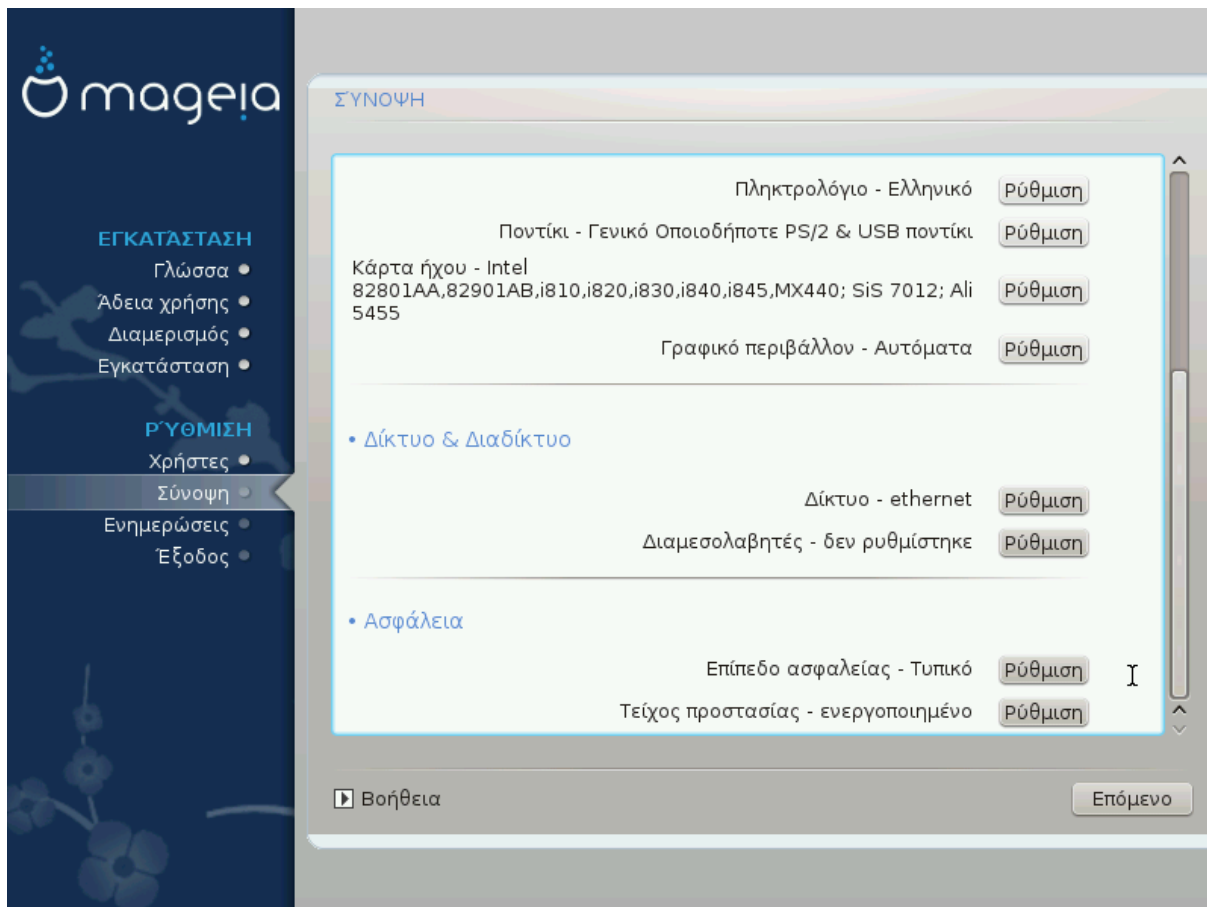 mageia
ΕΓΚΑΤΆΣΤΑΣΗ
Γλώσσα
Άδεια χρήσης
Διαμερισμός
Εγκατάσταση
ΡΎΘΜΙΣΗ
Χρήστες
Σύνοψη
Ενημερώσεις
Έξοδος
ΣΎΝΟΨΗ
Πληκτρολόγιο - Ελληνικό Ρύθμιση
Ποντίκι - Γενικό Οποιοδήποτε PS/2 & USB ποντίκι Ρύθμιση
Κάρτα ήχου - Intel
82801AA,82901AB,i810,i820,i830,i840,i845,MX440; SiS 7012; Ali Ρύθμιση
5455
Γραφικό περιβάλλον - Αυτόματα Ρύθμιση
• Δίκτυο & Διαδίκτυο
Δίκτυο - ethernet Ρύθμιση
Διαμεσολαβητές - δεν ρυθμίστηκε Ρύθμιση
• Ασφάλεια
Επίπεδο ασφαλείας - Τυπικό Ρύθμιση
Τείχος προστασίας - ενεργοποιημένο Ρύθμιση
Βοήθεια
Επόμενο